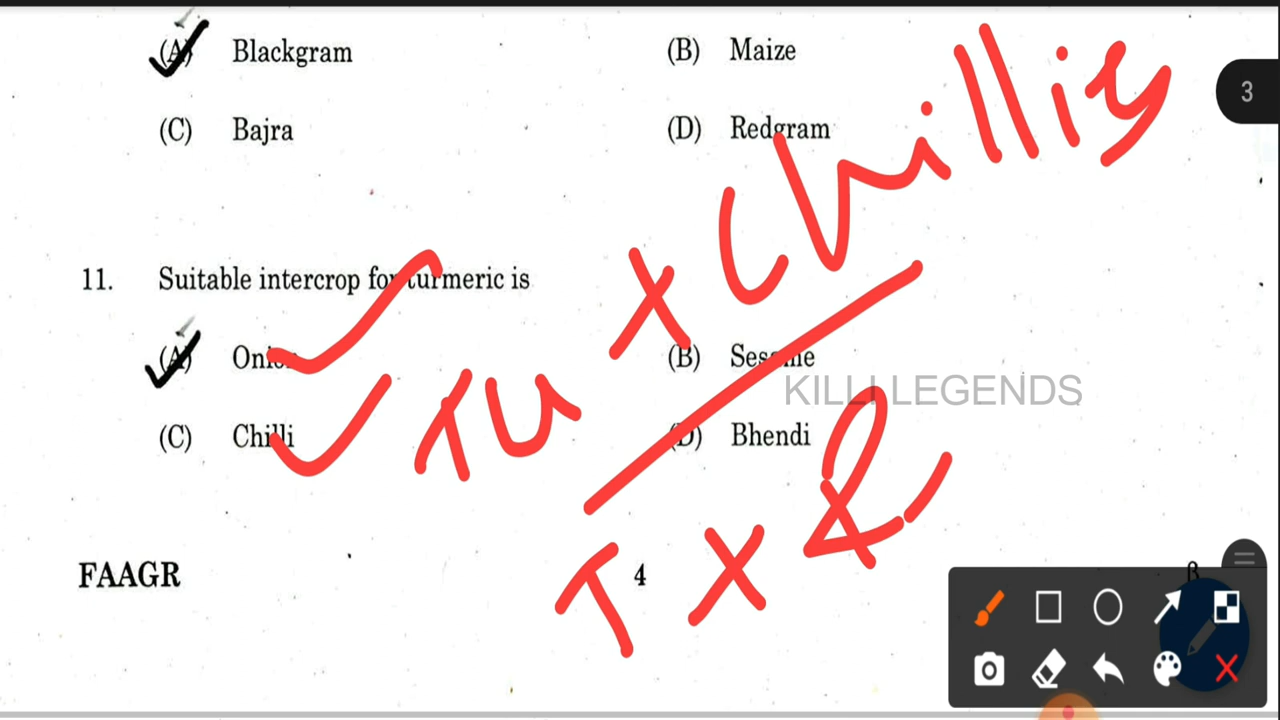 (A) Blackgram (B) Maize
3
(C) Bajra (D) Redgram
Tu x Chillis
11. Suitable intercrop for turmeric is
(A) Onion (B) Sesame
KILLI LEGENDS
(C) Chilli (D) Bhendi
T x R
FAAGR 4 β